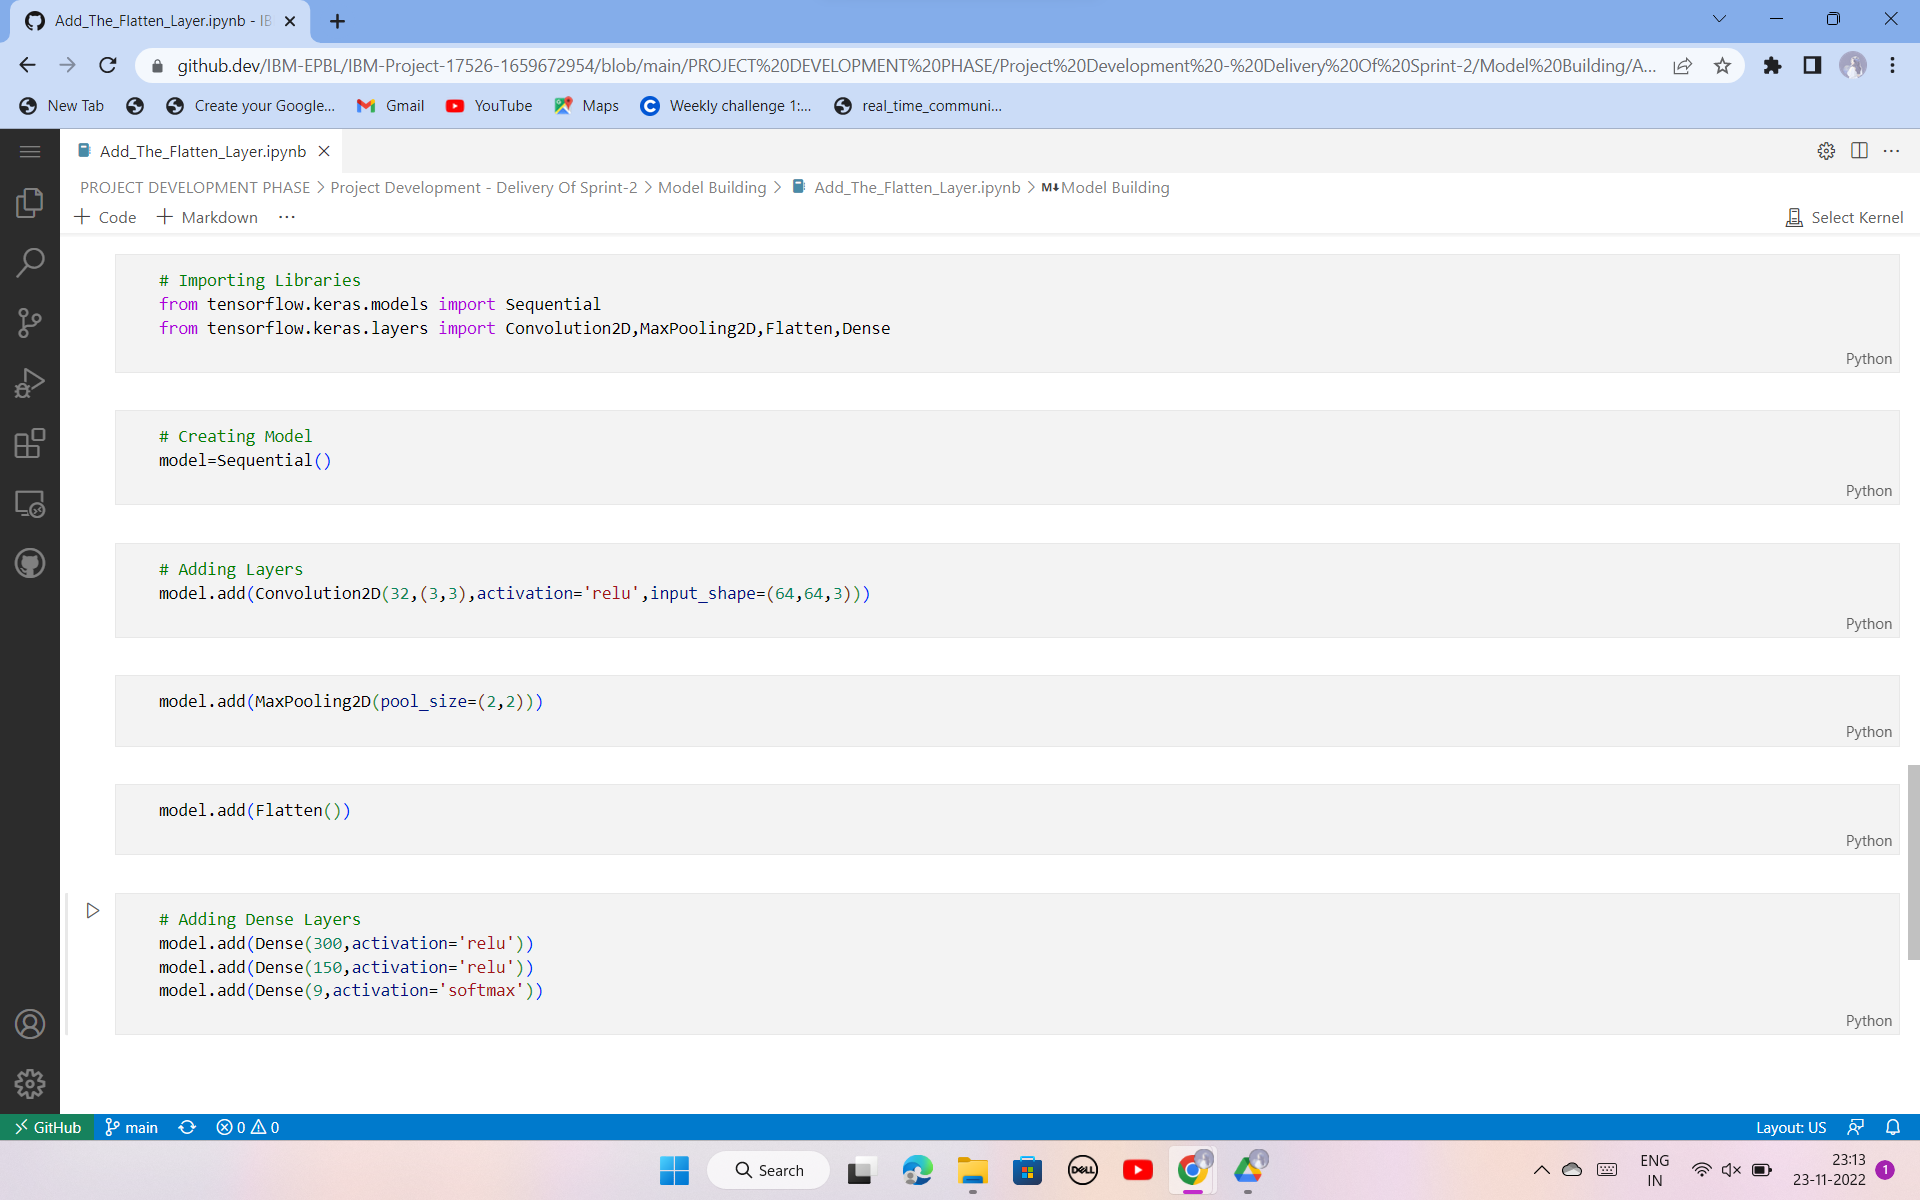 Add_The_Flatten_Layer.ipynb - IB
github.dev/IBM-EPBL/IBM-Project-17526-1659672954/blob/main/PROJECT%20DEVELOPMENT%20PHASE/Project%20Development%20-%20Delivery%20Of%20Sprint-2/Model%20Building/A...
New Tab
Create your Google...
Gmail
YouTube
Maps
Weekly challenge 1:...
real_time_communi...
Add_The_Flatten_Layer.ipynb
PROJECT DEVELOPMENT PHASE > Project Development - Delivery Of Sprint-2 > Model Building > Add_The_Flatten_Layer.ipynb > M↓ Model Building
+ Code + Markdown ...
Select Kernel
# Importing Libraries
from tensorflow.keras.models import Sequential
from tensorflow.keras.layers import Convolution2D,MaxPooling2D,Flatten,Dense
Python
# Creating Model
model=Sequential()
Python
# Adding Layers
model.add(Convolution2D(32,(3,3),activation='relu',input_shape=(64,64,3)))
Python
model.add(MaxPooling2D(pool_size=(2,2)))
Python
model.add(Flatten())
Python
# Adding Dense Layers
model.add(Dense(300,activation='relu'))
model.add(Dense(150,activation='relu'))
model.add(Dense(9,activation='softmax'))
Python
GitHub
main
0
0
Layout: US
Search
DELL
ENG
IN
23:13
23-11-2022
1